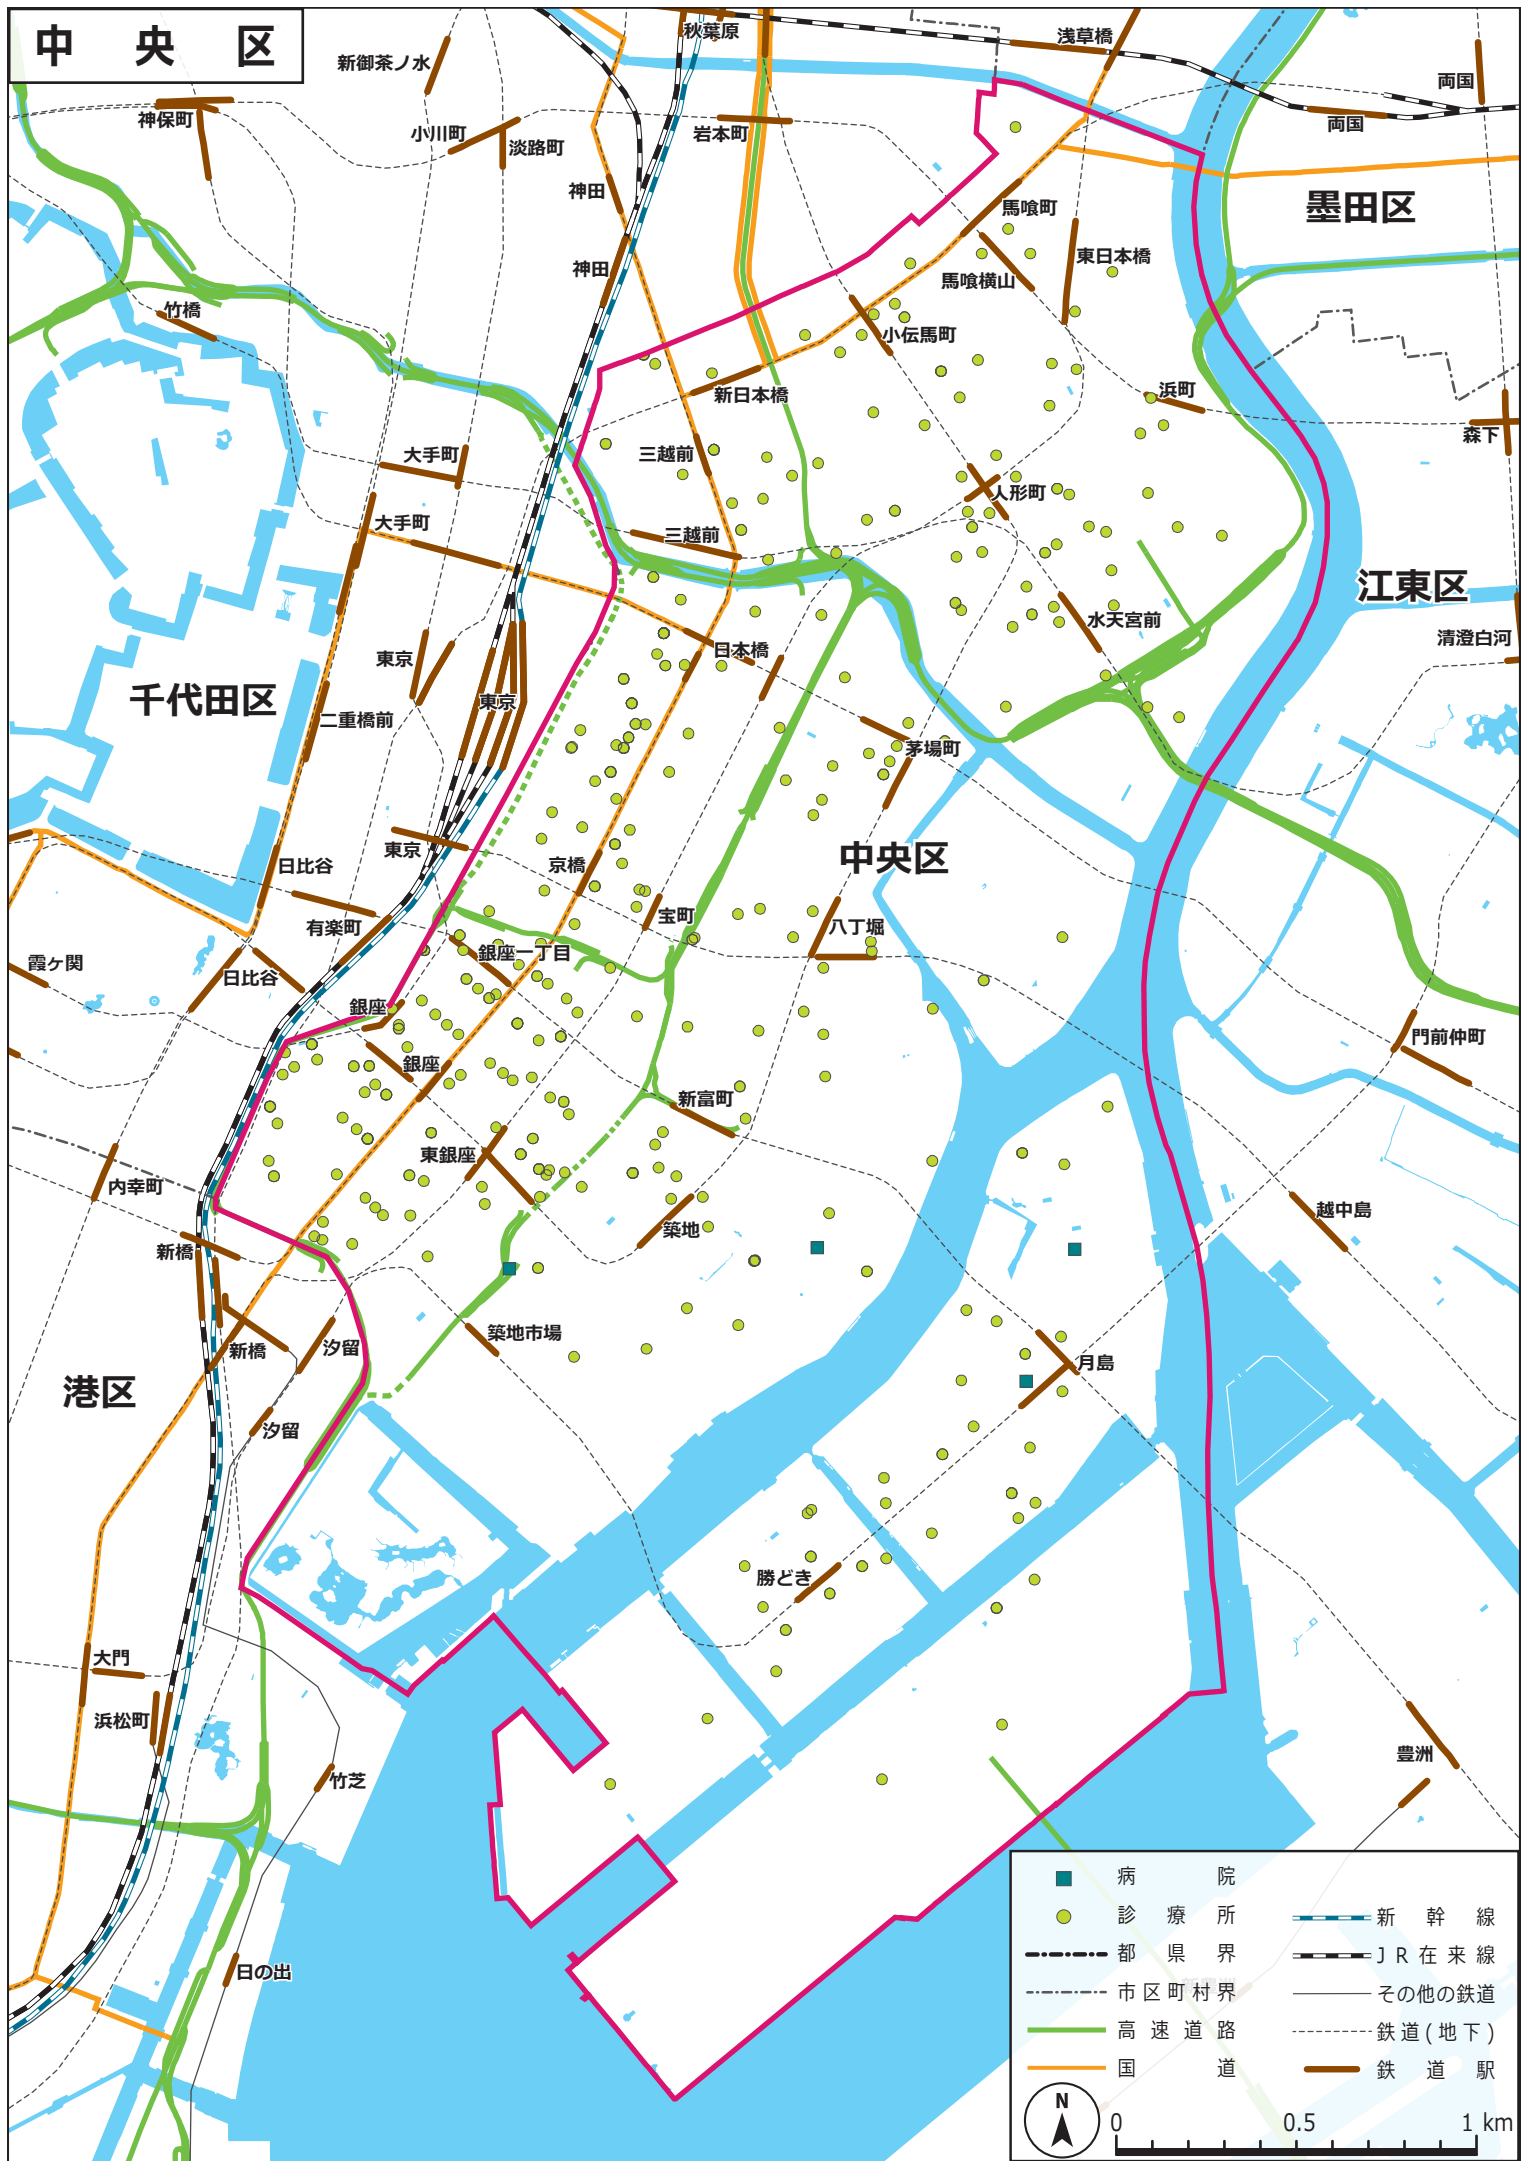 中央区
秋葉原
浅草橋
新御茶ノ水
両国
神保町
小川町
淡路町
岩本町
両国
神田
馬喰町
墨田区
東日本橋
神田
馬喰横山
竹橋
小伝馬町
新日本橋
浜町
森下
大手町
三越前
人形町
大手町
三越前
江東区
水天宮前
清澄白河
日本橋
東京
千代田区
東京
二重橋前
茅場町
東京
中央区
日比谷
京橋
宝町
有楽町
八丁堀
銀座一丁目
霞ケ関
日比谷
銀座
門前仲町
銀座
新富町
東銀座
内幸町
越中島
築地
新橋
築地市場
新橋
汐留
月島
港区
汐留
勝どき
大門
浜松町
豊洲
竹芝
日の出
病院
診療所
都県界
市区町村界
高速道路
国道
新幹線
JR在来線
その他の鉄道
鉄道(地下)
鉄道駅
N
0 0.5 1 km